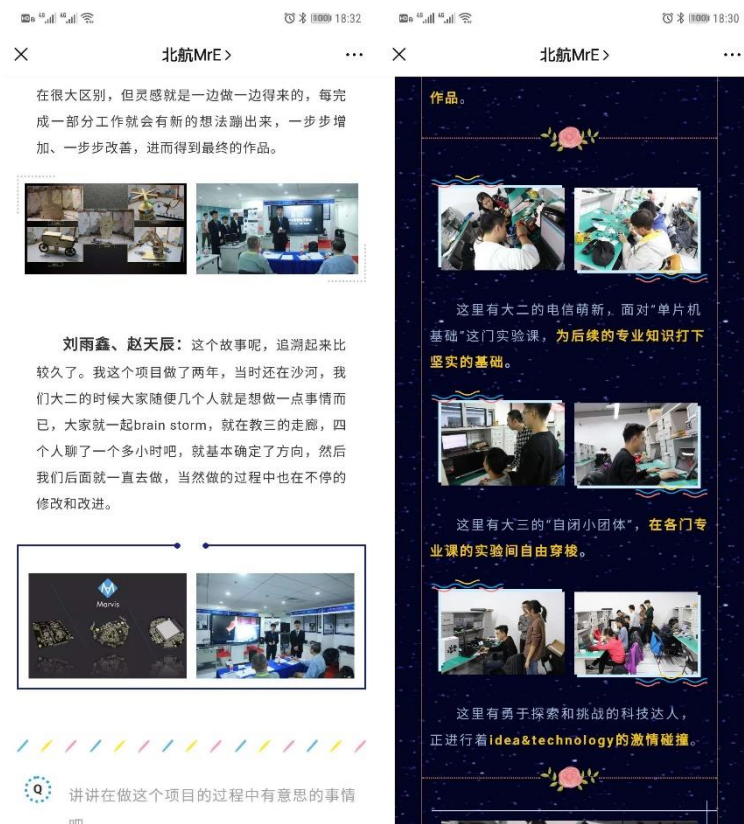 18:32
北航MrE>
在很大区别，但灵感就是一边做一边得来的，每完
成一部分工作就会有新的想法蹦出来，一步步增
加、一步步改善，进而得到最终的作品。
刘雨鑫、赵天辰：这个故事呢，追溯起来比
较久了。我这个项目做了两年，当时还在沙河，我
们大二的时候大家随便几个人就是想做一点事情而
已，大家就一起brain storm，就在教三的走廊，四
个人聊了一个多小时吧，就基本确定了方向，然后
我们后面就一直去做，当然做的过程中也在不停的
修改和改进。
Marvis
Q
讲讲在做这个项目的过程中有意思的事情
18:30
北航MrE>
作品。
这里有大二的电信萌新，面对“单片机
基础”这门实验课，为后续的专业知识打下
坚实的基础。
这里有大三的“自闭小团体”，在各门专
业课的实验间自由穿梭。
这里有勇于探索和挑战的科技达人，
正进行着idea&technology的激情碰撞。